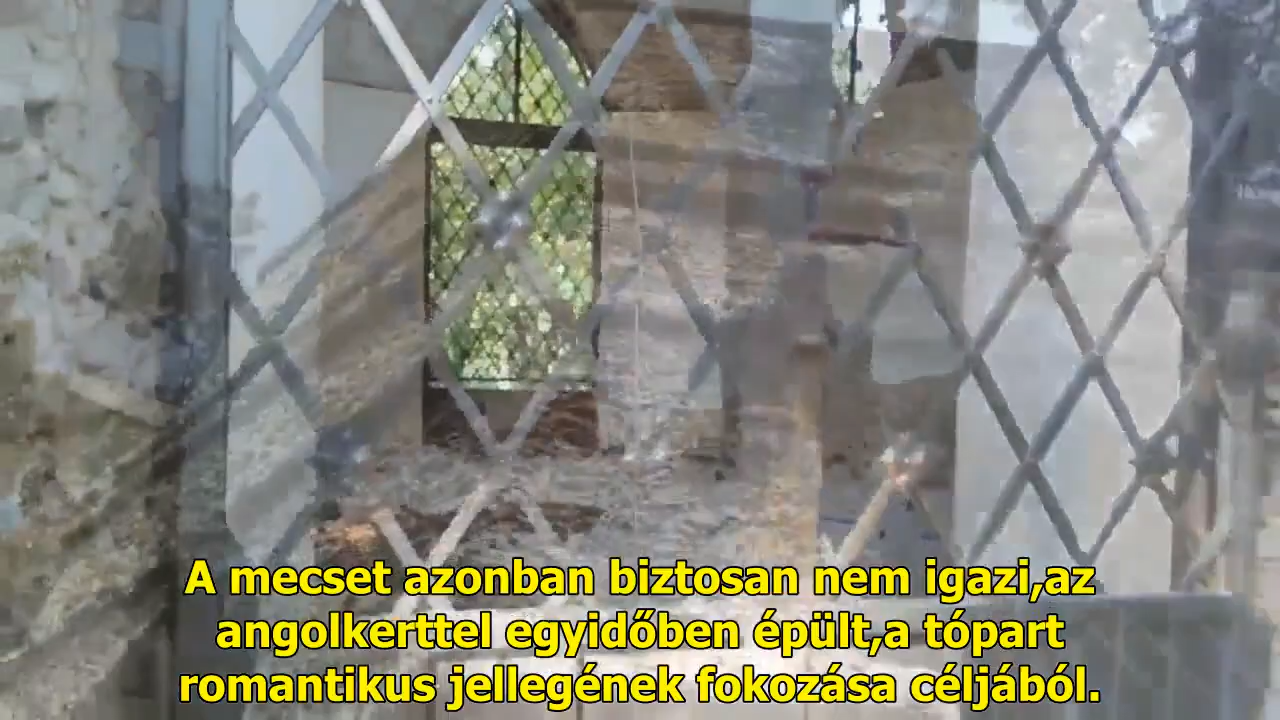 A mecset azonban biztosan nem igazi,az
angolkerttel egyidőben épült,a tópart
romantikus jellegének fokozása céljából.